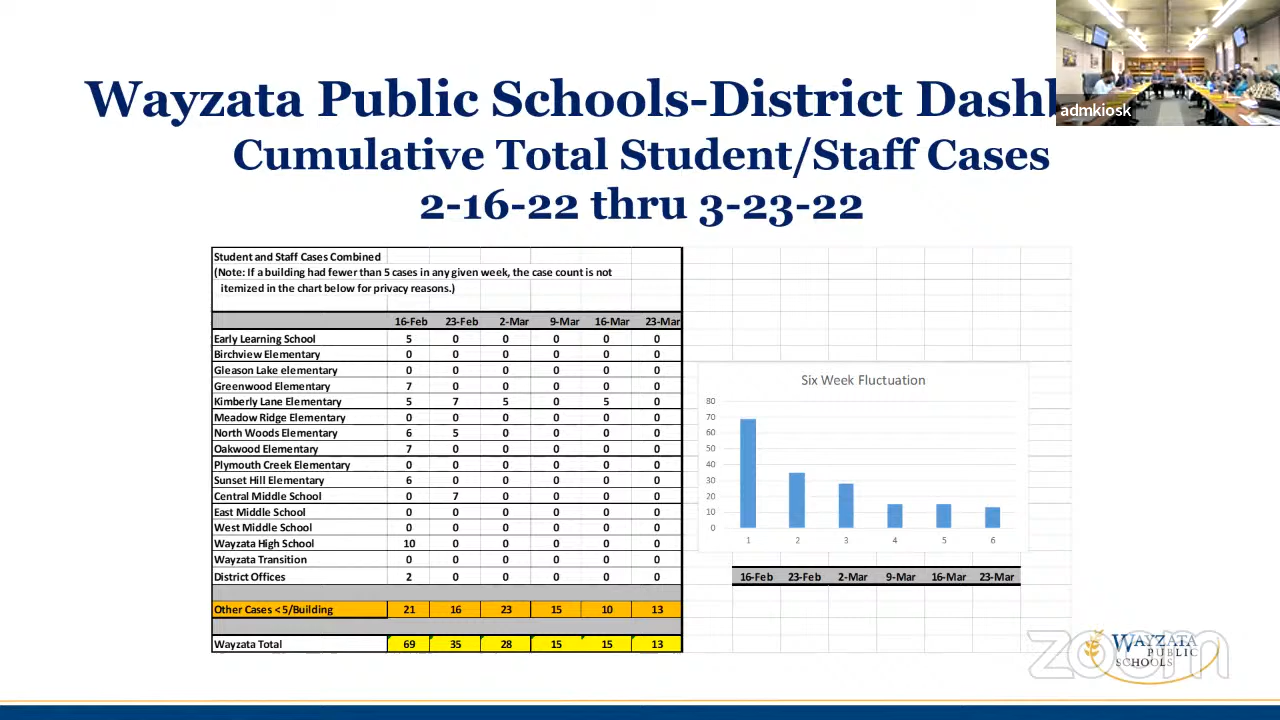 Wayzata Public Schools-District Dash
admkiosk
Cumulative Total Student/Staff Cases
2-16-22 thru 3-23-22
Student and Staff Cases Combined
(Note: If a building had fewer than 5 cases in any given week, the case count is not
itemized in the chart below for privacy reasons.)
16-Feb 23-Feb 2-Mar 9-Mar 16-Mar 23-Mar
Early Learning School 5 0 0 0 0 0
Birchview Elementary 0 0 0 0 0 0
Gleason Lake elementary 0 0 0 0 0 0
Greenwood Elementary 7 0 0 0 0 0
Kimberly Lane Elementary 5 7 5 0 5 0
Meadow Ridge Elementary 0 0 0 0 0 0
North Woods Elementary 6 5 0 0 0 0
Oakwood Elementary 7 0 0 0 0 0
Plymouth Creek Elementary 0 0 0 0 0 0
Sunset Hill Elementary 6 0 0 0 0 0
Central Middle School 0 7 0 0 0 0
East Middle School 0 0 0 0 0 0
West Middle School 0 0 0 0 0 0
Wayzata High School 10 0 0 0 0 0
Wayzata Transition 0 0 0 0 0 0
District Offices 2 0 0 0 0 0
Other Cases < 5/Building 21 16 23 15 10 13
Wayzata Total 69 35 28 15 15 13
Six Week Fluctuation
80
70
60
50
40
30
20
10
0
1 2 3 4 5 6
16-Feb 23-Feb 2-Mar 9-Mar 16-Mar 23-Mar
zoom
WAYZATA
PUBLIC
SCHOOLS